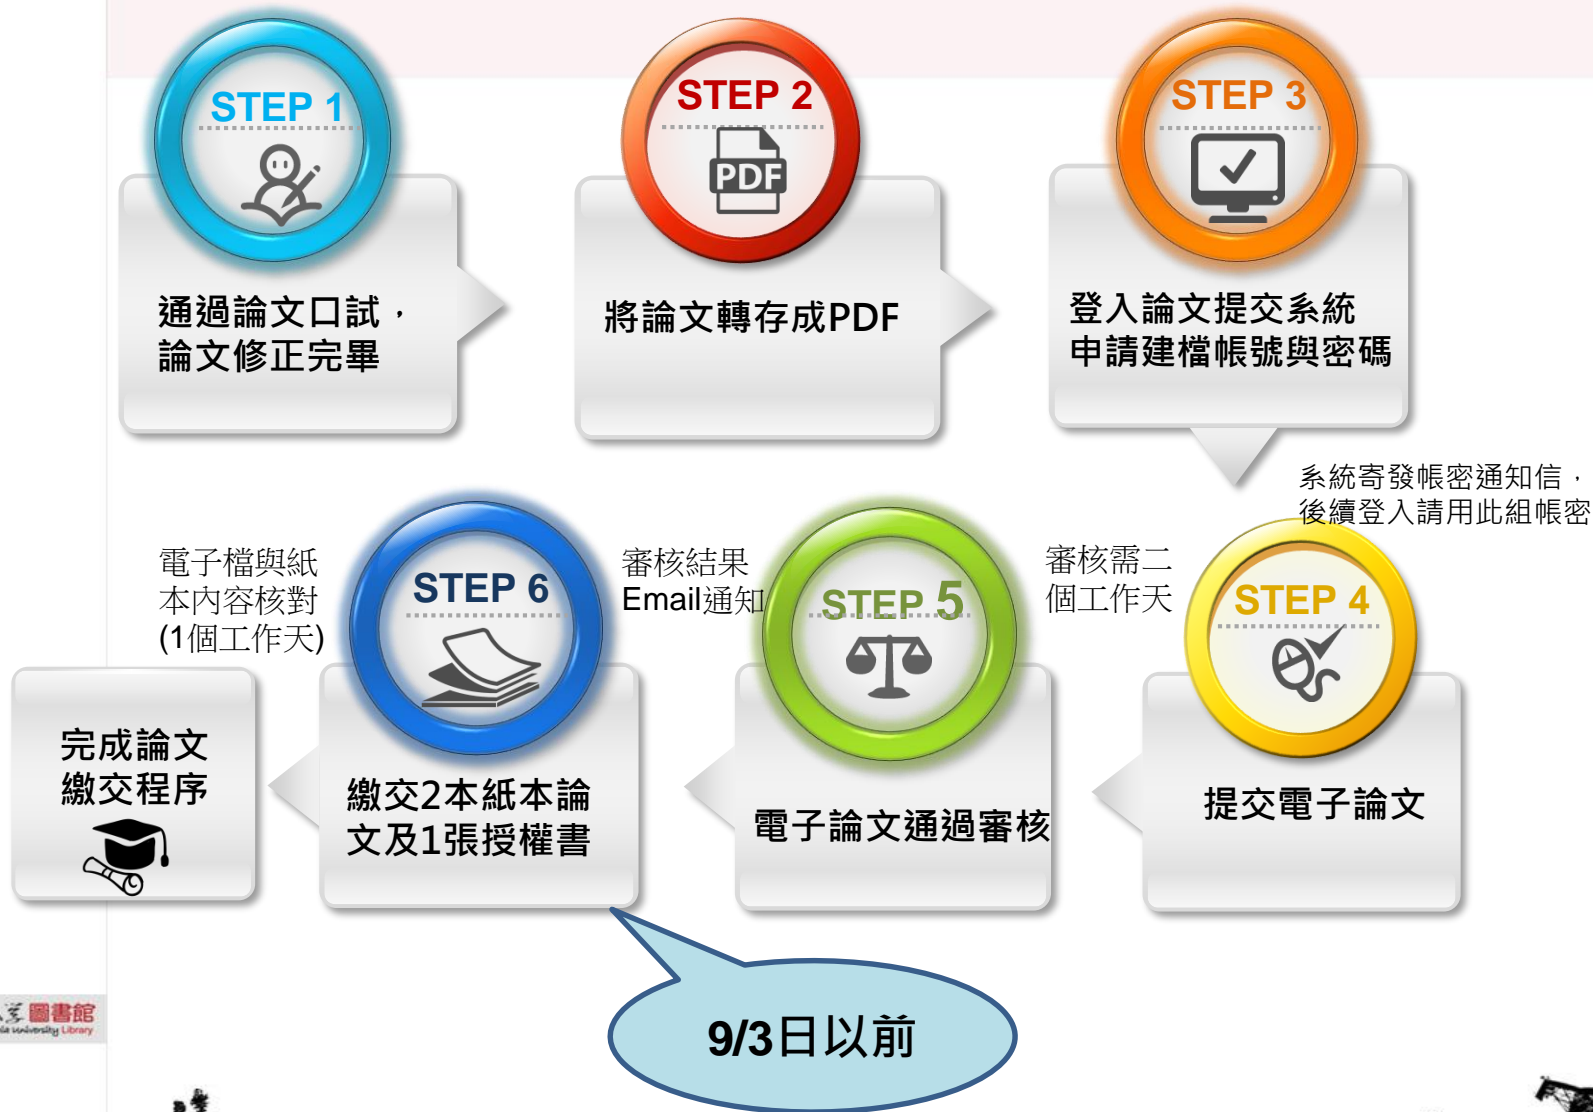 STEP 1
通過論文口試，
論文修正完畢
STEP 2
PDF
將論文轉存成PDF
STEP 3
登入論文提交系統
申請建檔帳號與密碼
系統寄發帳密通知信，
後續登入請用此組帳密
STEP 4
提交電子論文
審核需二
個工作天
STEP 5
電子論文通過審核
審核結果
Email通知
STEP 6
繳交2本紙本論
文及1張授權書
電子檔與紙
本內容核對
(1個工作天)
完成論文
繳交程序
9/3日以前
圖書館
University Library